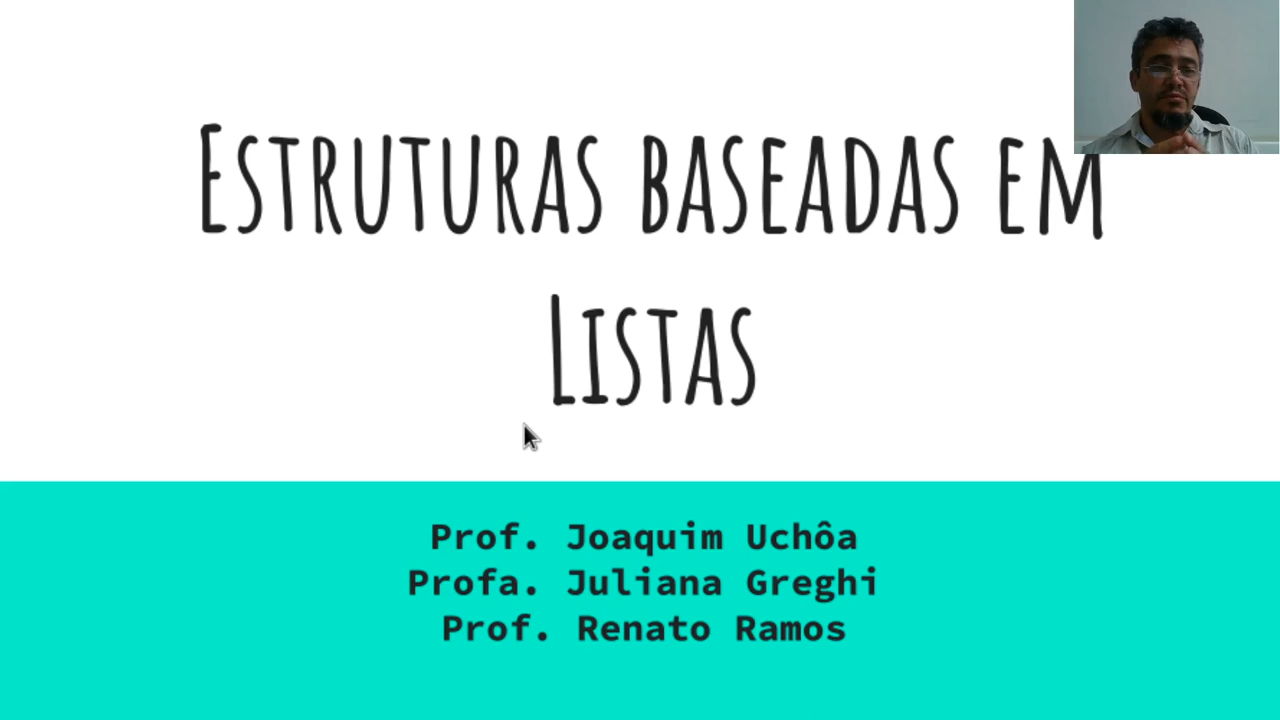 Estruturas baseadas em
Listas
Prof. Joaquim Uchôa
Profa. Juliana Greghi
Prof. Renato Ramos